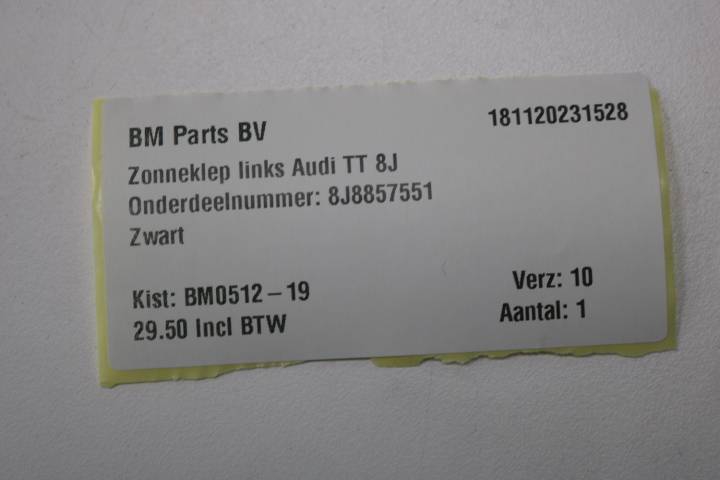 BM Parts BV
181120231528
Zonneklep links Audi TT 8J
Onderdeelnummer: 8J8857551
Zwart
Kist: BM0512-19
Verz: 10
29.50 Incl BTW
Aantal: 1